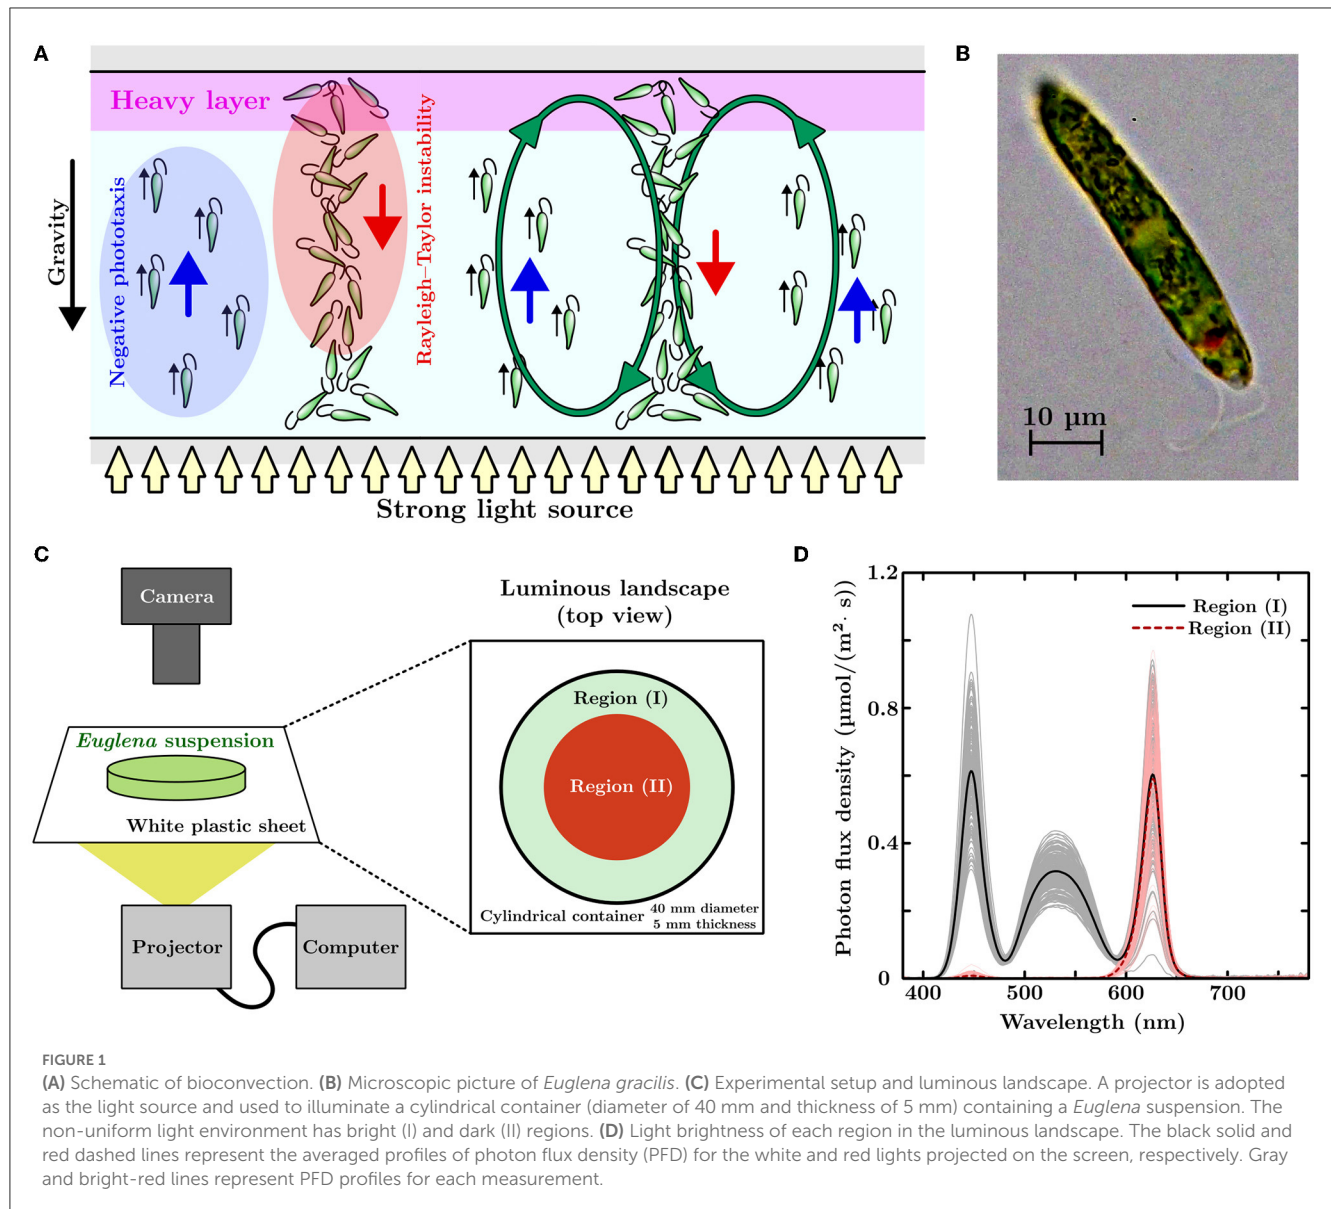 A
Heavy layer
Gravity
Negative phototaxis
Rayleigh–Taylor instability
Strong light source
B
10 µm
C
Camera
Euglena suspension
White plastic sheet
Projector
Computer
Luminous landscape
(top view)
Region (I)
Region (II)
Cylindrical container
40 mm diameter
5 mm thickness
D
Photon flux density (µmol/(m²· s))
1.2
0.8
0.4
0
Region (I)
Region (II)
400 500 600 700
Wavelength (nm)
FIGURE 1
(A) Schematic of bioconvection. (B) Microscopic picture of Euglena gracilis. (C) Experimental setup and luminous landscape. A projector is adopted
as the light source and used to illuminate a cylindrical container (diameter of 40 mm and thickness of 5 mm) containing a Euglena suspension. The
non-uniform light environment has bright (I) and dark (II) regions. (D) Light brightness of each region in the luminous landscape. The black solid and
red dashed lines represent the averaged profiles of photon flux density (PFD) for the white and red lights projected on the screen, respectively. Gray
and bright-red lines represent PFD profiles for each measurement.